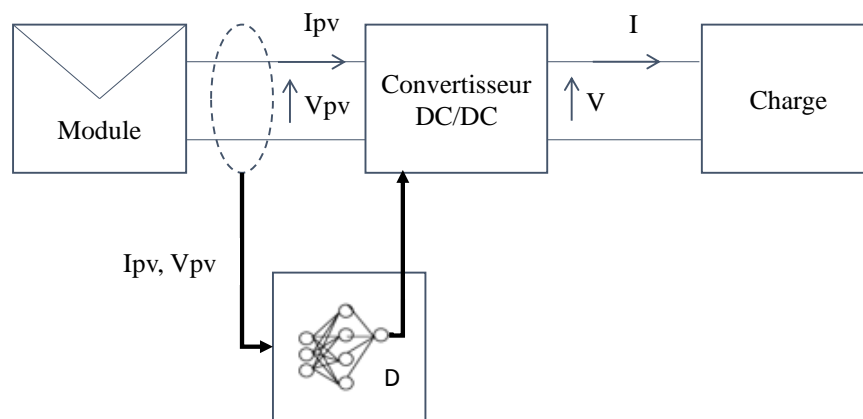 Ipv
I
Module
Vpv
Convertisseur
DC/DC
V
Charge
Ipv, Vpv
D